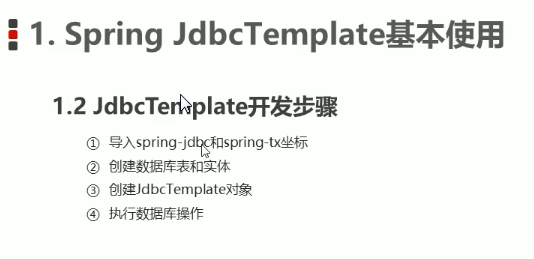 1. Spring JdbcTemplate基本使用
1.2 JdbcTemplate开发步骤
① 导入spring-jdbc和spring-tx坐标
② 创建数据库表和实体
③ 创建JdbcTemplate对象
④ 执行数据库操作